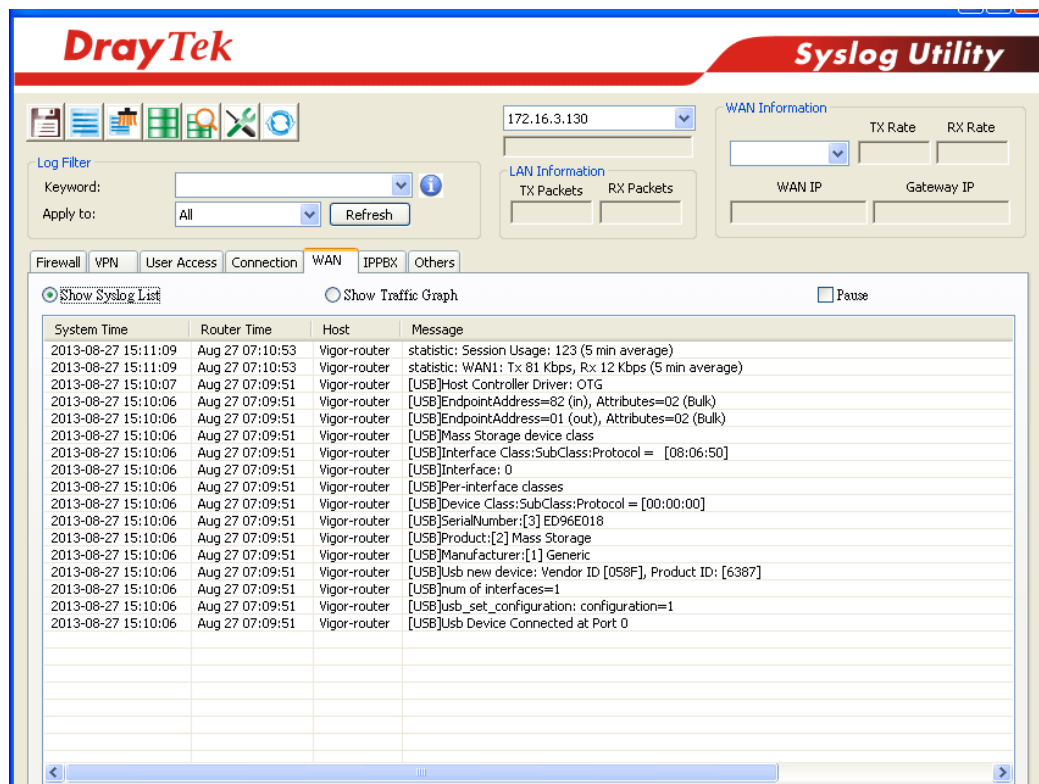 DrayTek
Syslog Utility
172.16.3.130
WAN Information
TX Rate RX Rate
Log Filter
Keyword:
LAN Information
TX Packets RX Packets
WAN IP Gateway IP
Apply to: All Refresh
Firewall VPN User Access Connection WAN IPPBX Others
Show Syslog List Show Traffic Graph Pause
System Time Router Time Host Message
2013-08-27 15:11:09 Aug 27 07:10:53 Vigor-router statistic: Session Usage: 123 (5 min average)
2013-08-27 15:11:09 Aug 27 07:10:53 Vigor-router statistic: WAN1: Tx 81 Kbps, Rx 12 Kbps (5 min average)
2013-08-27 15:10:07 Aug 27 07:09:51 Vigor-router [USB]Host Controller Driver: OTG
2013-08-27 15:10:06 Aug 27 07:09:51 Vigor-router [USB]EndpointAddress=82 (in), Attributes=02 (Bulk)
2013-08-27 15:10:06 Aug 27 07:09:51 Vigor-router [USB]EndpointAddress=01 (out), Attributes=02 (Bulk)
2013-08-27 15:10:06 Aug 27 07:09:51 Vigor-router [USB]Mass Storage device class
2013-08-27 15:10:06 Aug 27 07:09:51 Vigor-router [USB]Interface Class:SubClass:Protocol = [08:06:50]
2013-08-27 15:10:06 Aug 27 07:09:51 Vigor-router [USB]Interface: 0
2013-08-27 15:10:06 Aug 27 07:09:51 Vigor-router [USB]Per-interface classes
2013-08-27 15:10:06 Aug 27 07:09:51 Vigor-router [USB]Device Class:SubClass:Protocol = [00:00:00]
2013-08-27 15:10:06 Aug 27 07:09:51 Vigor-router [USB]SerialNumber:[3] ED96E018
2013-08-27 15:10:06 Aug 27 07:09:51 Vigor-router [USB]Product:[2] Mass Storage
2013-08-27 15:10:06 Aug 27 07:09:51 Vigor-router [USB]Manufacturer:[1] Generic
2013-08-27 15:10:06 Aug 27 07:09:51 Vigor-router [USB]Usb new device: Vendor ID [058F], Product ID: [6387]
2013-08-27 15:10:06 Aug 27 07:09:51 Vigor-router [USB]num of interfaces=1
2013-08-27 15:10:06 Aug 27 07:09:51 Vigor-router [USB]usb_set_configuration: configuration=1
2013-08-27 15:10:06 Aug 27 07:09:51 Vigor-router [USB]Usb Device Connected at Port 0